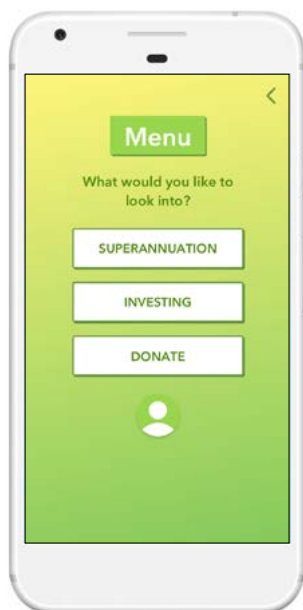 Menu
What would you like to
look into?
SUPERANNUATION
INVESTING
DONATE